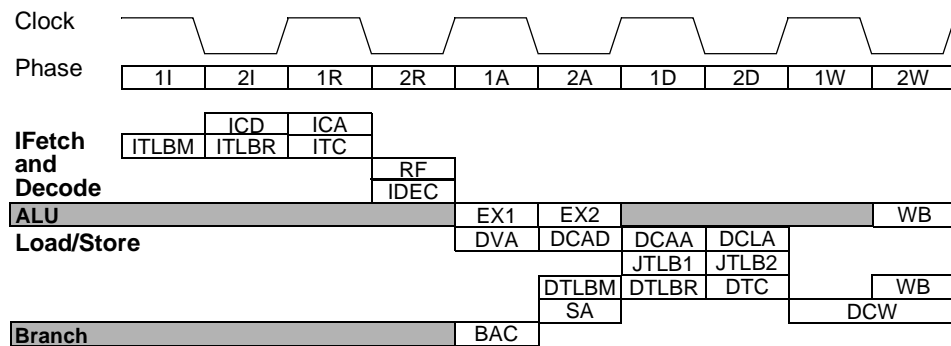 Clock
Phase 1I 2I 1R 2R 1A 2A 1D 2D 1W 2W
ICD ICA
IFetch and Decode
ITLBM ITLBR ITC
RF
IDEC
ALU EX1 EX2 WB
Load/Store DVA DCAD DCAA DCLA
JTLB1 JTLB2
DTLBM DTLBR DTC WB
SA DCW
Branch BAC